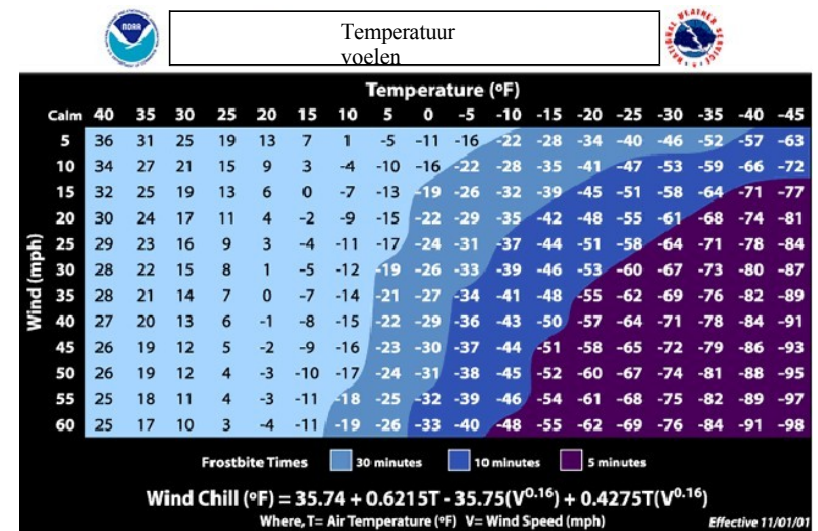 NOAA
Temperatuur
voelen
Temperature (ºF)
Calm 40 35 30 25 20 15 10 5 0 -5 -10 -15 -20 -25 -30 -35 -40 -45
5 36 31 25 19 13 7 1 -5 -11 -16 -22 -28 -34 -40 -46 -52 -57 -63
10 34 27 21 15 9 3 -4 -10 -16 -22 -28 -35 -41 -47 -53 -59 -66 -72
15 32 25 19 13 6 0 -7 -13 -19 -26 -32 -39 -45 -51 -58 -64 -71 -77
20 30 24 17 11 4 -2 -9 -15 -22 -29 -35 -42 -48 -55 -61 -68 -74 -81
25 29 23 16 9 3 -4 -11 -17 -24 -31 -37 -44 -51 -58 -64 -71 -78 -84
30 28 22 15 8 1 -5 -12 -19 -26 -33 -39 -46 -53 -60 -67 -73 -80 -87
35 28 21 14 7 0 -7 -14 -21 -27 -34 -41 -48 -55 -62 -69 -76 -82 -89
40 27 20 13 6 -1 -8 -15 -22 -29 -36 -43 -50 -57 -64 -71 -78 -84 -91
45 26 19 12 5 -2 -9 -16 -23 -30 -37 -44 -51 -58 -65 -72 -79 -86 -93
50 26 19 12 4 -3 -10 -17 -24 -31 -38 -45 -52 -60 -67 -74 -81 -88 -95
55 25 18 11 4 -3 -11 -18 -25 -32 -39 -46 -54 -61 -68 -75 -82 -89 -97
60 25 17 10 3 -4 -11 -19 -26 -33 -40 -48 -55 -62 -69 -76 -84 -91 -98
Wind (mph)
Frostbite Times 30 minutes 10 minutes 5 minutes
Wind Chill (ºF) = 35.74 + 0.6215T - 35.75(V0.16) + 0.4275T(V0.16)
Where, T= Air Temperature (ºF) V= Wind Speed (mph) Effective 11/01/01